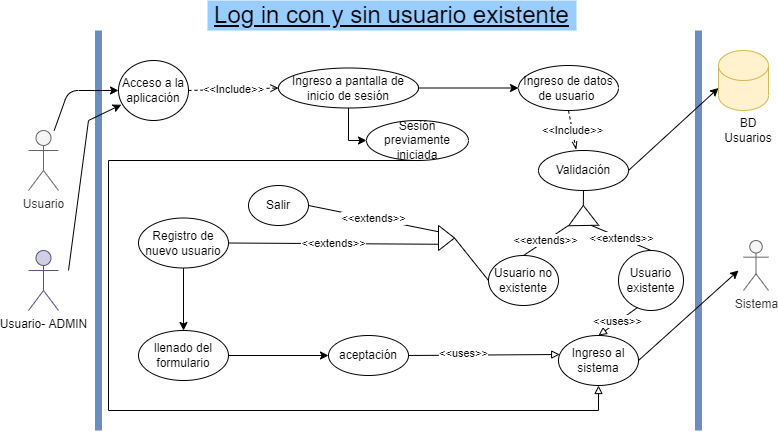 Log in con y sin usuario existente
Acceso a la
aplicación
<<Include>>
Ingreso a pantalla de
inicio de sesión
Ingreso de datos
de usuario
BD
Usuarios
Sesión
previamente
iniciada
<<Include>>
Validación
Usuario
Salir
<<extends>>
Registro de
nuevo usuario
<<extends>>
<<extends>>
<<extends>>
Usuario no
existente
Usuario
existente
Sistema
Usuario- ADMIN
<<uses>>
llenado del
formulario
aceptación
<<uses>>
Ingreso al
sistema